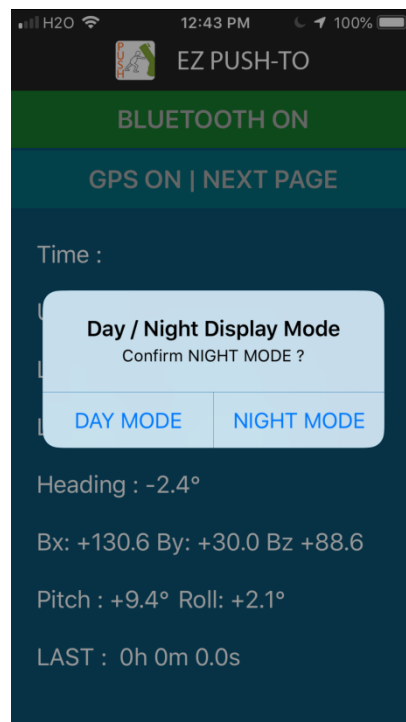 H2O 12:43 PM 100%
PUSH
EZ PUSH-TO
BLUETOOTH ON
GPS ON | NEXT PAGE
Time :
U
Day / Night Display Mode
Confirm NIGHT MODE ?
L
DAY MODE NIGHT MODE
L
Heading : -2.4°
Bx: +130.6 By: +30.0 Bz +88.6
Pitch : +9.4° Roll: +2.1°
LAST : 0h 0m 0.0s